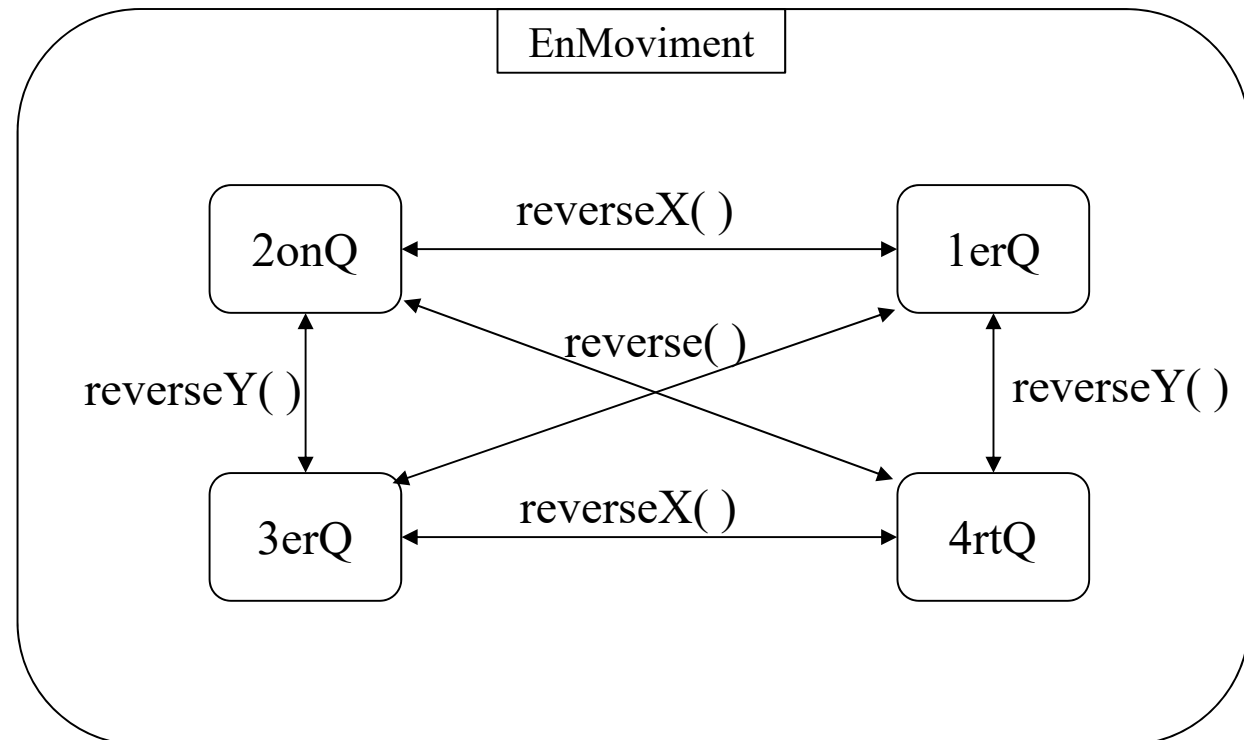 EnMoviment
reverseX( )
2onQ
1erQ
reverse( )
reverseY( )
reverseY( )
reverseX( )
3erQ
4rtQ